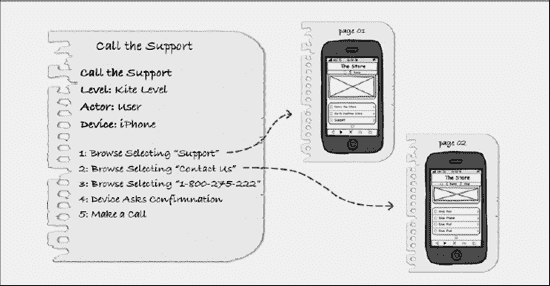 Call the Support
Call the Support
Level: Kite Level
Actor: User
Device: iPhone
1: Browse Selecting "Support"
2: Browse Selecting "Contact Us"
3: Browse Selecting "1-800-275-222"
4: Device Asks Confirmnation
5: Make a Call
page 01
The Store
Support
page 02
The Store